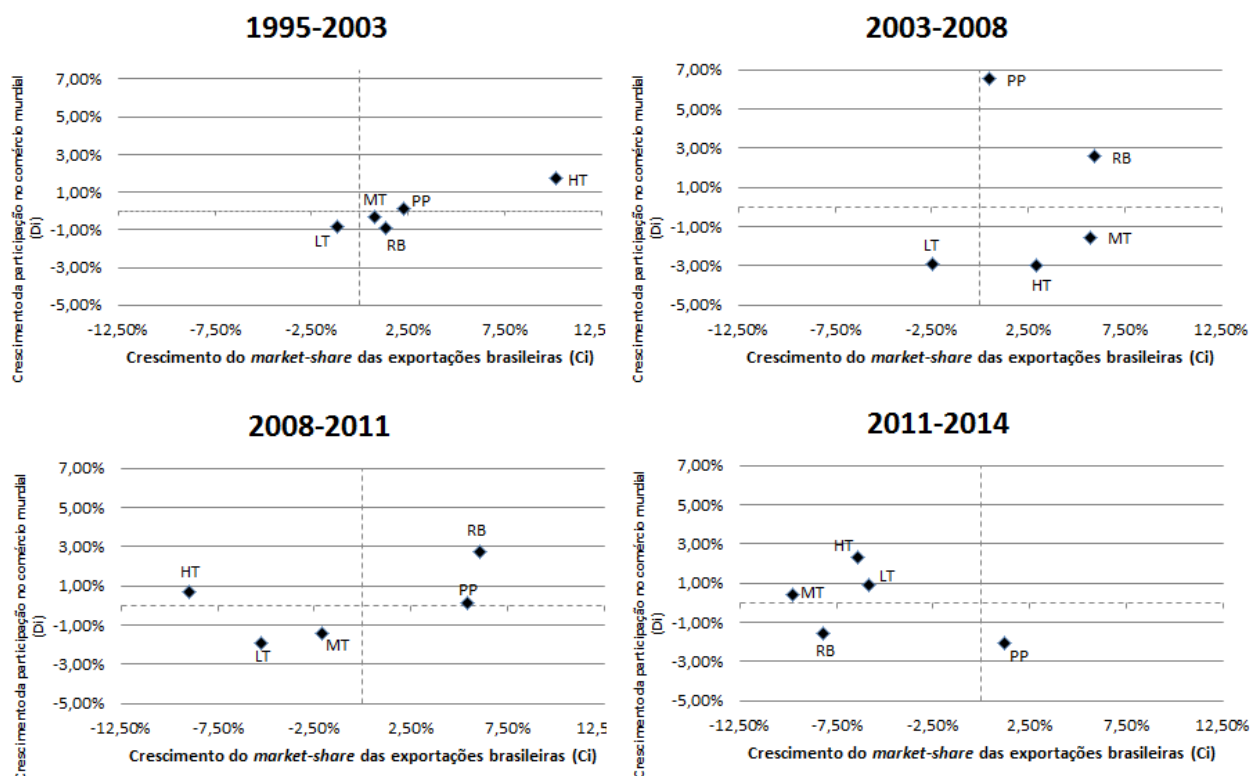 1995-2003
Crescimento da participação no comércio mundial
(Di)
7,00%
5,00%
3,00%
1,00%
-1,00%
-3,00%
-5,00%
HT
MT
PP
LT
RB
-12,50%
-7,50%
-2,50%
2,50%
7,50%
12,5
Crescimento do market-share das exportações brasileiras (Ci)
2003-2008
Crescimento da participação no comércio mundial
(Di)
7,00%
5,00%
3,00%
1,00%
-1,00%
-3,00%
-5,00%
PP
RB
MT
LT
HT
-12,50%
-7,50%
-2,50%
2,50%
7,50%
12,50%
Crescimento do market-share das exportações brasileiras (Ci)
2008-2011
Crescimento da participação no comércio mundial
(Di)
7,00%
5,00%
3,00%
1,00%
-1,00%
-3,00%
-5,00%
RB
HT
PP
LT
MT
-12,50%
-7,50%
-2,50%
2,50%
7,50%
12,5
Crescimento do market-share das exportações brasileiras (Ci)
2011-2014
Crescimento da participação no comércio mundial
(Di)
7,00%
5,00%
3,00%
1,00%
-1,00%
-3,00%
-5,00%
HT
LT
MT
RB
PP
-12,50%
-7,50%
-2,50%
2,50%
7,50%
12,50%
Crescimento do market-share das exportações brasileiras (Ci)